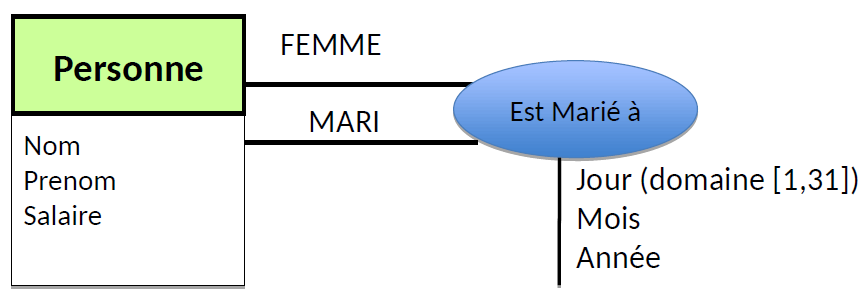 FEMME
Personne
MARI
Est Marié à
Nom
Prenom
Salaire
Jour (domaine [1,31])
Mois
Année